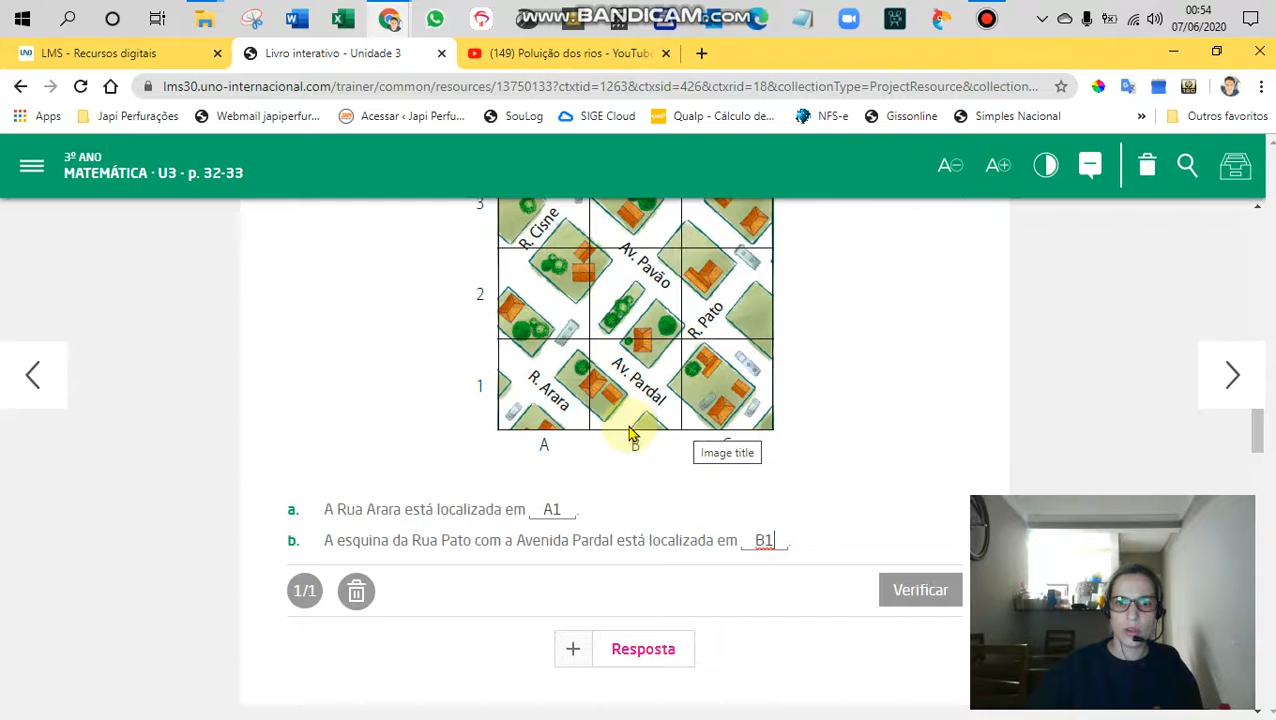 www.BANDICAM.com
00:54
07/06/2020
LMS - Recursos digitais
Livro interativo - Unidade 3
(149) Poluição dos rios - YouTube
lms30.uno-internacional.com/trainer/common/resources/13750133?ctxtid=1263&ctxsid=426&ctxrid=18&collectionType=ProjectResource&collection...
Apps
Japi Perfurações
Webmail japiperfur...
Acessar ‹ Japi Perfu...
SouLog
SIGE Cloud
Qualp - Cálculo de...
NFS-e
Gissonline
Simples Nacional
»
Outros favoritos
3º ANO
MATEMÁTICA · U3 - p. 32-33
A− A+
3
R. Cisne
Av. Pavão
2
R. Pato
1
R. Arara
Av. Pardal
A B
Image title
a. A Rua Arara está localizada em A1.
b. A esquina da Rua Pato com a Avenida Pardal está localizada em B1.
1/1
Verificar
+ Resposta